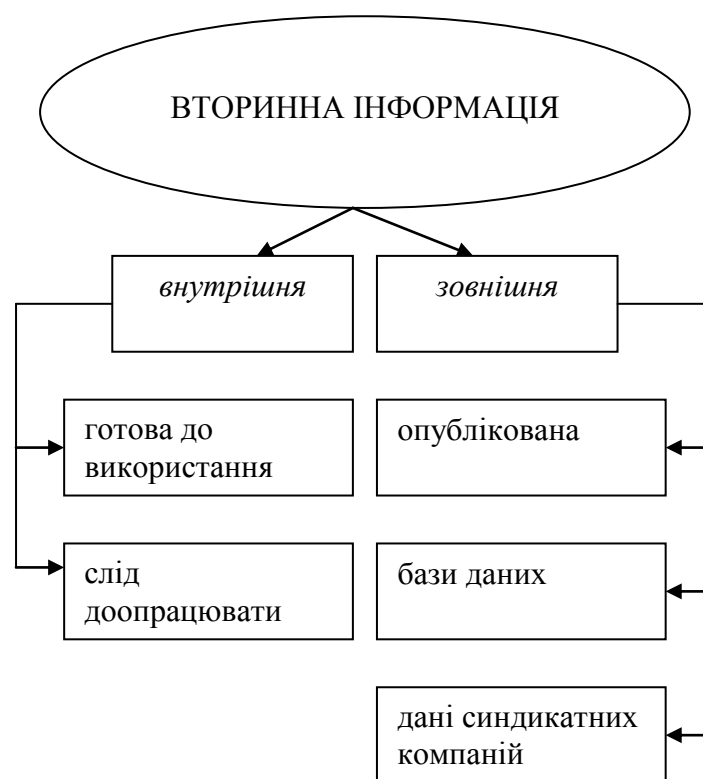 ВТОРИННА ІНФОРМАЦІЯ
внутрішня
зовнішня
готова до
використання
опублікована
слід
доопрацювати
бази даних
дані синдикатних
компаній